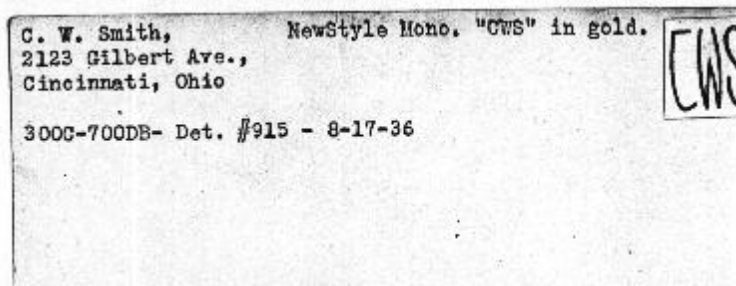 C. W. Smith, NewStyle Mono. "CWS" in gold.
2123 Gilbert Ave.,
Cincinnati, Ohio
CWS
300C-700DB- Det. #915 - 8-17-36